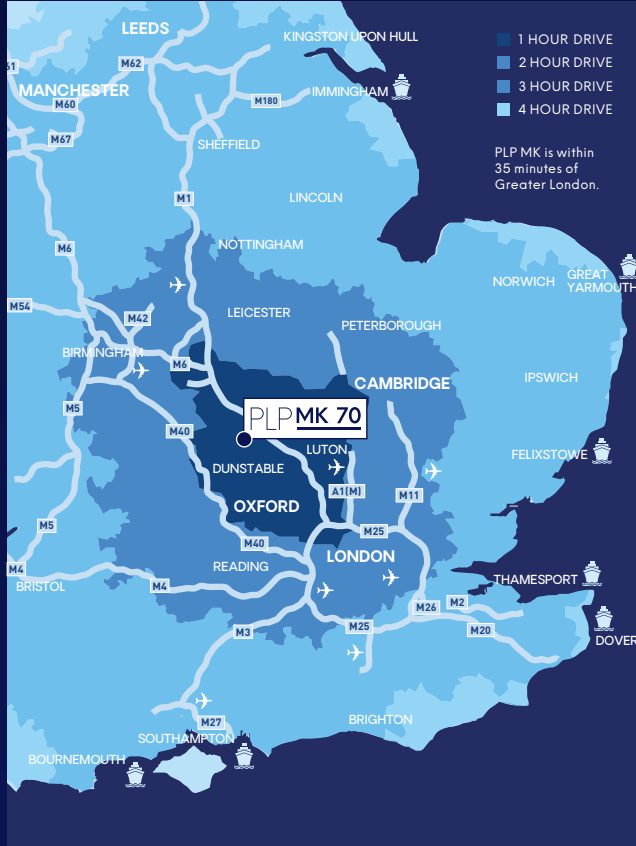 LEEDS
KINGSTON UPON HULL
1 HOUR DRIVE
2 HOUR DRIVE
3 HOUR DRIVE
4 HOUR DRIVE
61
M62
MANCHESTER
M60
M180
IMMINGHAM
M67
SHEFFIELD
PLP MK is within
35 minutes of
Greater London.
M1
LINCOLN
M6
NOTTINGHAM
NORWICH
GREAT
YARMOUTH
M54
M42
LEICESTER
PETERBOROUGH
BIRMINGHAM
M6
CAMBRIDGE
IPSWICH
M5
PLP MK 70
M40
LUTON
FELIXSTOWE
DUNSTABLE
A1(M)
M11
OXFORD
M5
M25
M40
LONDON
M4
READING
BRISTOL
M4
THAMESPORT
M26
M2
M3
M25
M20
DOVER
M27
BRIGHTON
SOUTHAMPTON
BOURNEMOUTH